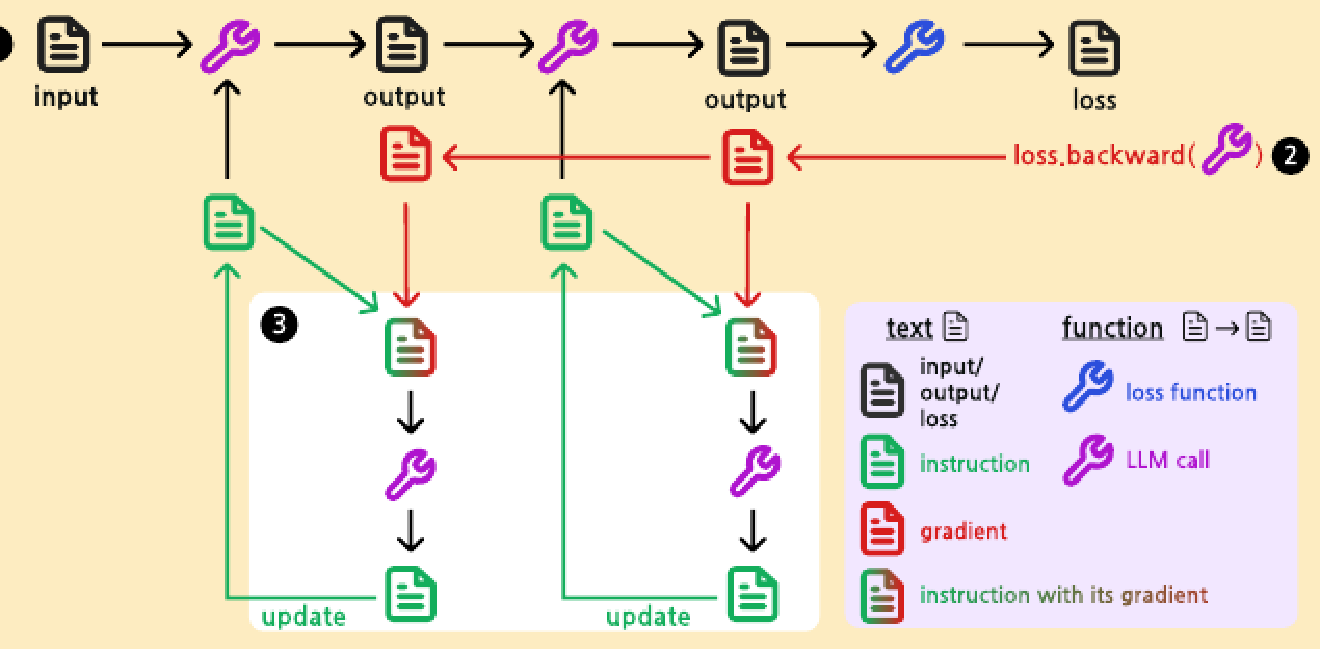 input
output
output
loss
loss.backward( ) 2
3
update
update
text
function
input/
output/
loss
loss function
instruction
LLM call
gradient
instruction with its gradient